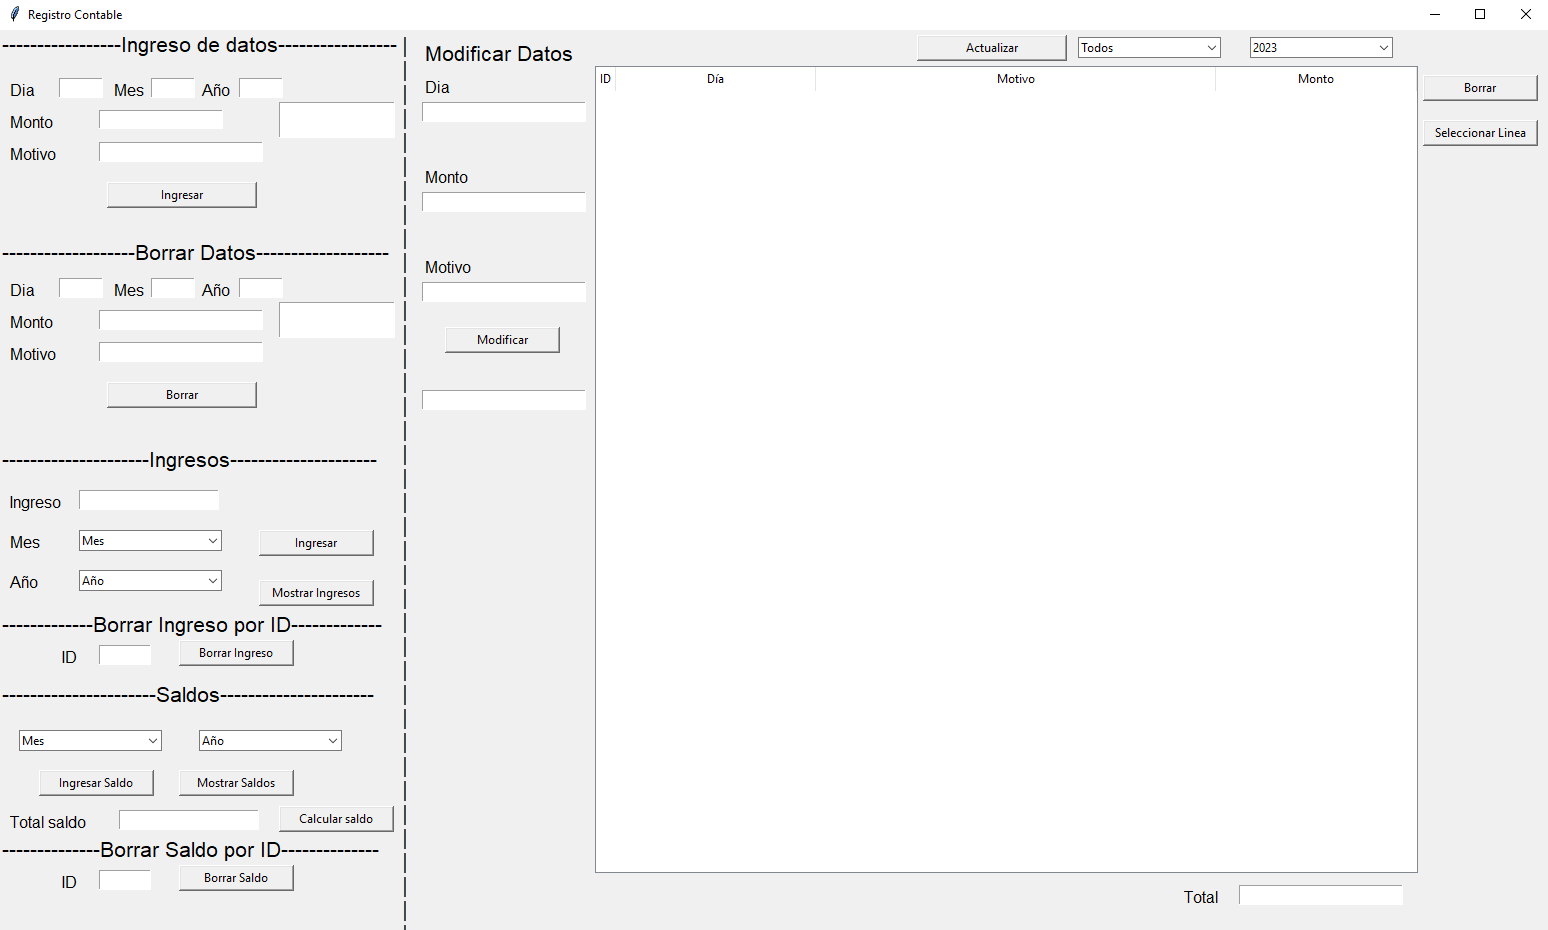 Registro Contable
-----------------Ingreso de datos-----------------
Dia Mes Año
Monto
Motivo
Ingresar
-------------------Borrar Datos-------------------
Dia Mes Año
Monto
Motivo
Borrar
---------------------Ingresos---------------------
Ingreso
Mes Mes Ingresar
Año Año Mostrar Ingresos
-------------Borrar Ingreso por ID-------------
ID Borrar Ingreso
----------------------Saldos----------------------
Mes Año
Ingresar Saldo Mostrar Saldos
Total saldo Calcular saldo
--------------Borrar Saldo por ID--------------
ID Borrar Saldo
Modificar Datos
Dia
Monto
Motivo
Modificar
Actualizar Todos 2023
ID Día Motivo Monto
Borrar
Seleccionar Linea
Total